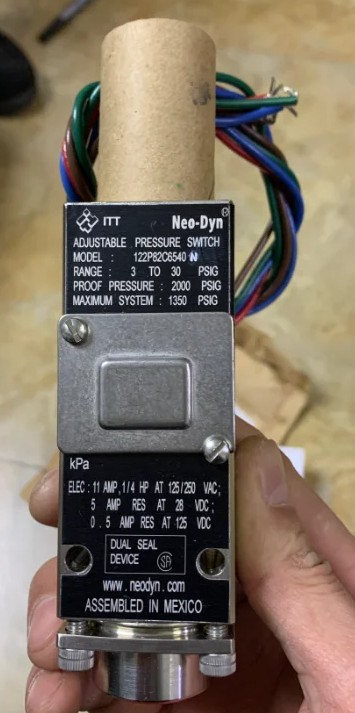 ITT Neo-Dyn®
ADJUSTABLE PRESSURE SWITCH
MODEL : 122P82C6540 N
RANGE : 3 TO 30 PSIG
PROOF PRESSURE : 2000 PSIG
MAXIMUM SYSTEM : 1350 PSIG
kPa
ELEC : 11 AMP,1/4 HP AT 125/250 VAC;
5 AMP RES AT 28 VDC;
0.5 AMP RES AT 125 VDC
DUAL SEAL
DEVICE
www.neodyn.com
ASSEMBLED IN MEXICO